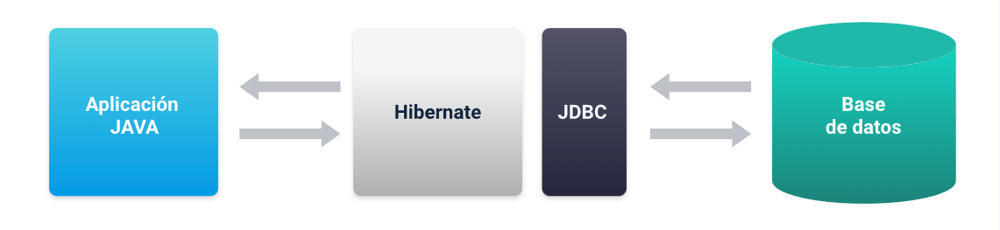 Aplicación
JAVA
Hibernate
JDBC
Base
de datos